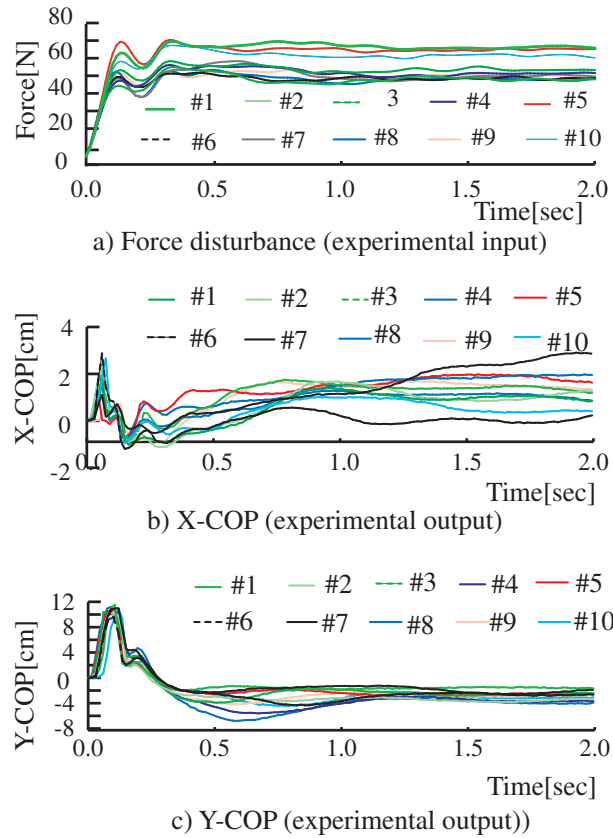 80
60
40
20
0
Force[N]
#1 #2 3 #4 #5
#6 #7 #8 #9 #10
0.0 0.5 1.0 1.5 2.0
Time[sec]
a) Force disturbance (experimental input)
#1 #2 #3 #4 #5
#6 #7 #8 #9 #10
4
2
0
-2
X-COP[cm]
0.0 0.5 1.0 1.5 2.0
Time[sec]
b) X-COP (experimental output)
#1 #2 #3 #4 #5
#6 #7 #8 #9 #10
12
8
4
0
-4
-8
Y-COP[cm]
0.0 0.5 1.0 1.5 2.0
Time[sec]
c) Y-COP (experimental output))